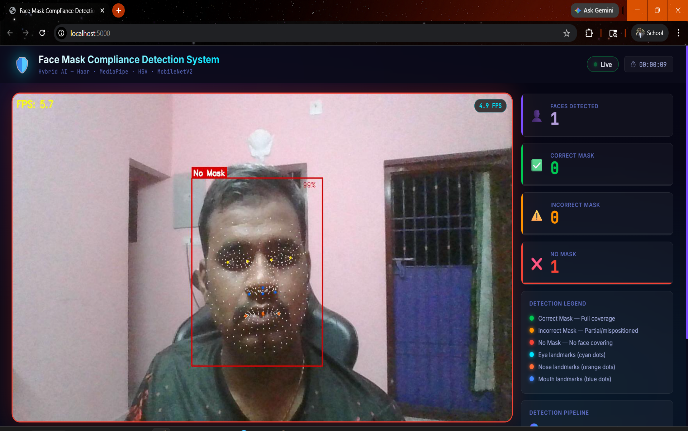 Face Mask Compliance Detecti
Ask Gemini
localhost:5000
School
Face Mask Compliance Detection System
Hybrid AI · Haar · MediaPipe · HSV · MobileNetV2
Live
00:00:09
FPS: 5.7
4.9 FPS
No Mask
99%
FACES DETECTED
1
CORRECT MASK
0
INCORRECT MASK
0
NO MASK
1
DETECTION LEGEND
Correct Mask — Full coverage
Incorrect Mask — Partial/mispositioned
No Mask — No face covering
Eye landmarks (cyan dots)
Nose landmarks (orange dots)
Mouth landmarks (blue dots)
DETECTION PIPELINE